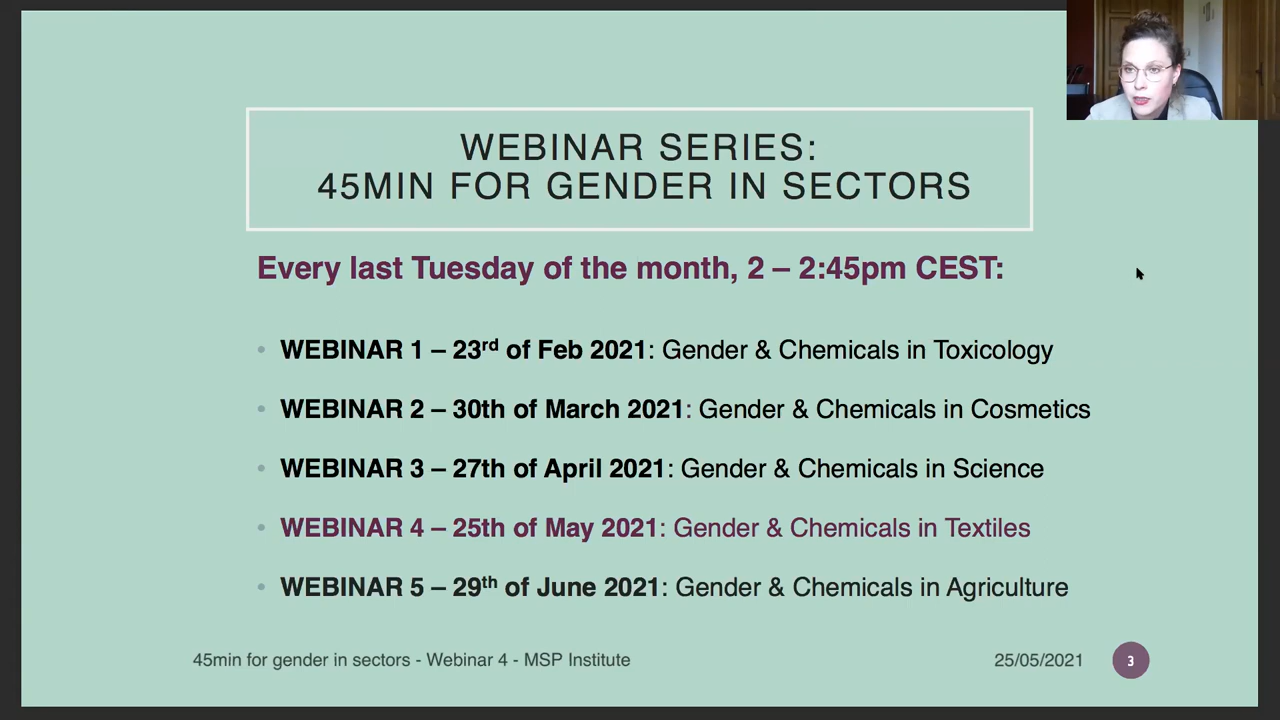 WEBINAR SERIES:
45MIN FOR GENDER IN SECTORS
Every last Tuesday of the month, 2 – 2:45pm CEST:
• WEBINAR 1 – 23rd of Feb 2021: Gender & Chemicals in Toxicology
• WEBINAR 2 – 30th of March 2021: Gender & Chemicals in Cosmetics
• WEBINAR 3 – 27th of April 2021: Gender & Chemicals in Science
• WEBINAR 4 – 25th of May 2021: Gender & Chemicals in Textiles
• WEBINAR 5 – 29th of June 2021: Gender & Chemicals in Agriculture
45min for gender in sectors - Webinar 4 - MSP Institute
25/05/2021
3